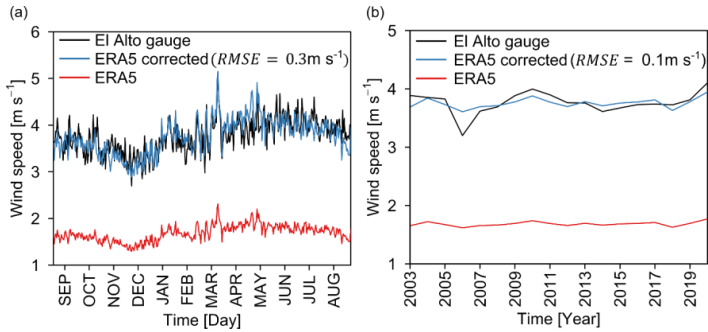 (a)
El Alto gauge
ERA5 corrected (RMSE = 0.3m s⁻¹)
ERA5
Wind speed [m s⁻¹]
6
5
4
3
2
1
SEP OCT NOV DEC JAN FEB MAR APR MAY JUN JUL AUG
Time [Day]
(b)
El Alto gauge
ERA5 corrected (RMSE = 0.1m s⁻¹)
ERA5
Wind speed [m s⁻¹]
5
4
3
2
1
2003 2005 2007 2009 2011 2013 2015 2017 2019
Time [Year]